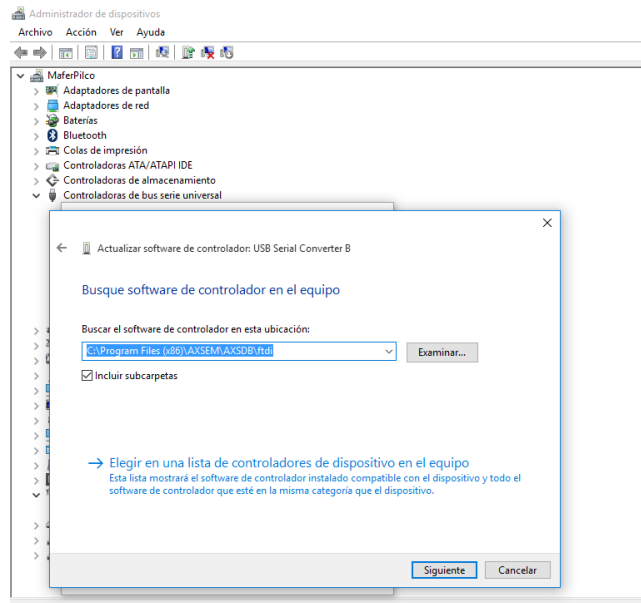 Administrador de dispositivos
Archivo Acción Ver Ayuda
MaferPilco
Adaptadores de pantalla
Adaptadores de red
Baterías
Bluetooth
Colas de impresión
Controladoras ATA/ATAPI IDE
Controladoras de almacenamiento
Controladoras de bus serie universal
Actualizar software de controlador: USB Serial Converter B
Busque software de controlador en el equipo
Buscar el software de controlador en esta ubicación:
C:\Program Files (x86)\AXSEM\AXSDB\ftdi
Examinar...
Incluir subcarpetas
Elegir en una lista de controladores de dispositivo en el equipo
Esta lista mostrará el software de controlador instalado compatible con el dispositivo y todo el
software de controlador que esté en la misma categoría que el dispositivo.
Siguiente Cancelar